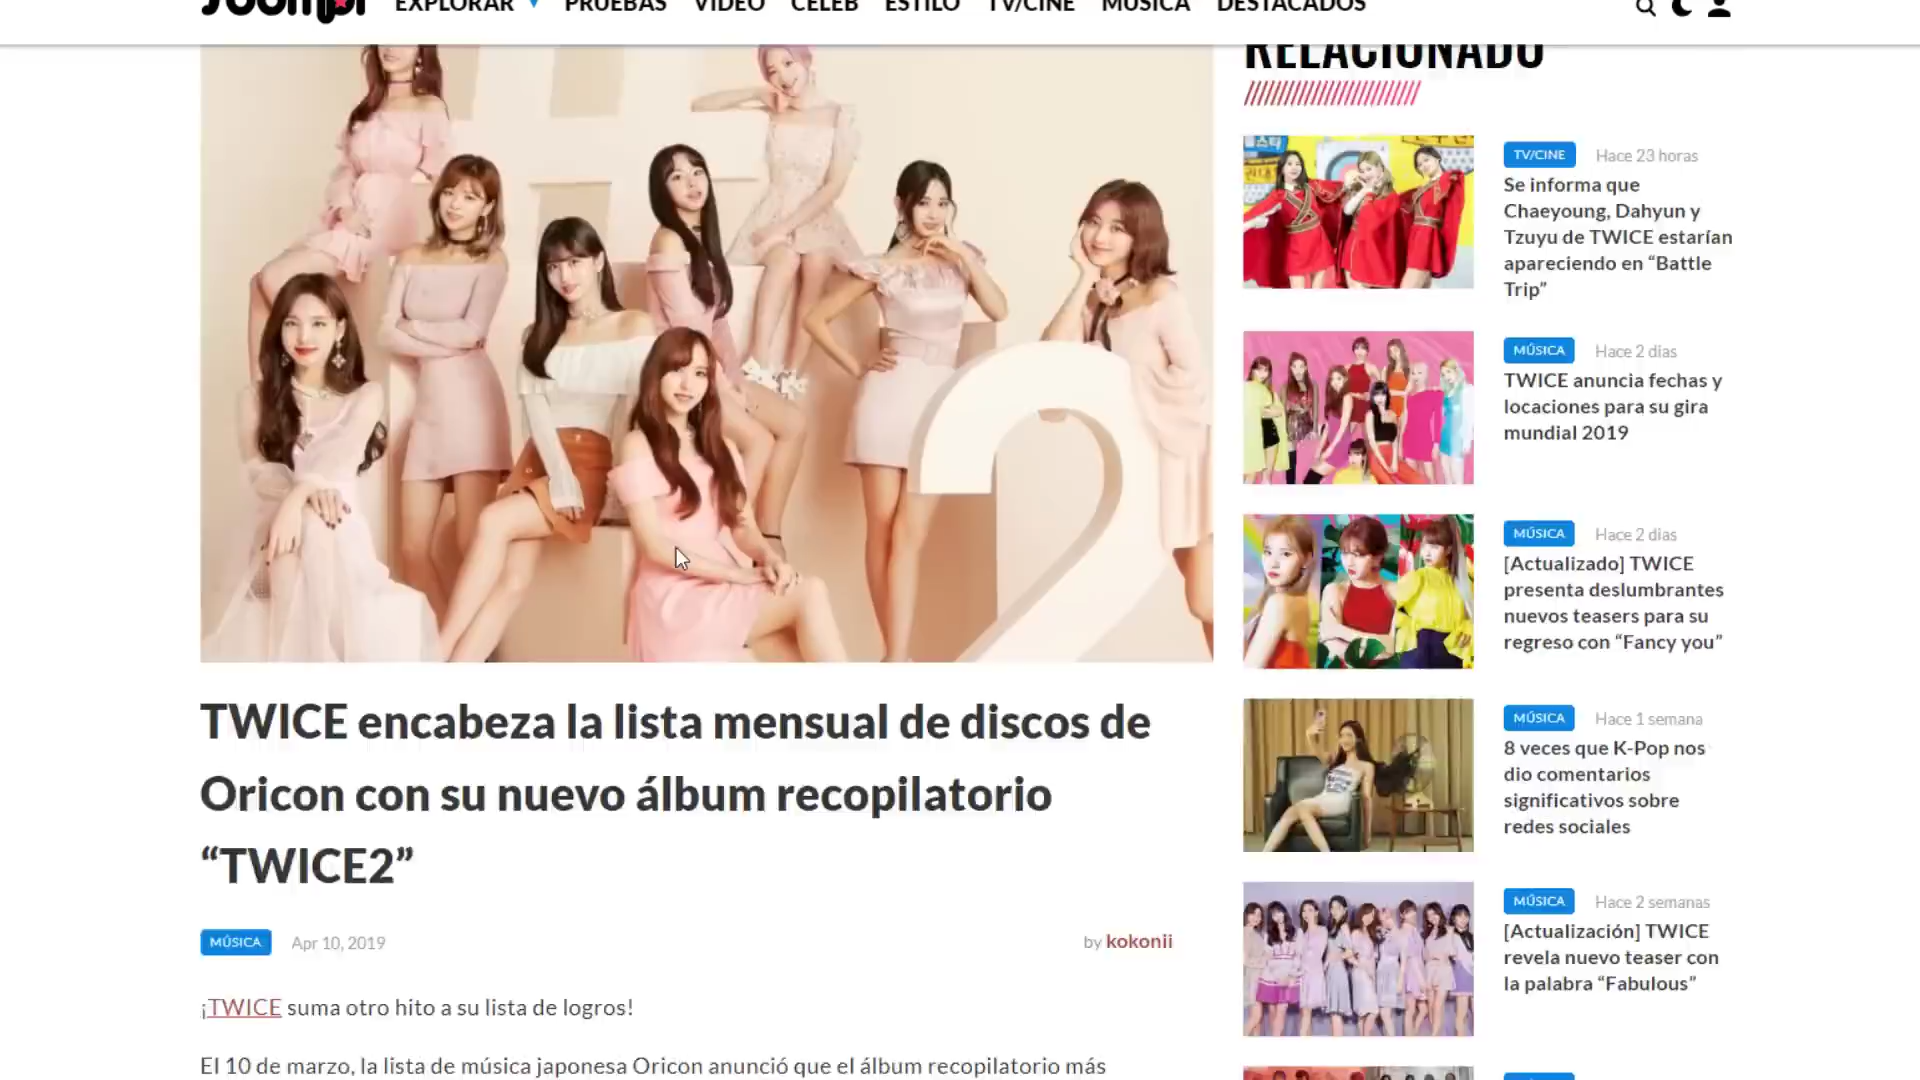 soompi
EXPLORAR PRUEBAS VIDEO CELEB ESTILO TV/CINE MÚSICA DESTACADOS
RELACIONADO
TV/CINE Hace 23 horas
Se informa que
Chaeyoung, Dahyun y
Tzuyu de TWICE estarían
apareciendo en “Battle
Trip”
MÚSICA Hace 2 dias
TWICE anuncia fechas y
locaciones para su gira
mundial 2019
MÚSICA Hace 2 dias
[Actualizado] TWICE
presenta deslumbrantes
nuevos teasers para su
regreso con “Fancy you”
MÚSICA Hace 1 semana
8 veces que K-Pop nos
dio comentarios
significativos sobre
redes sociales
MÚSICA Hace 2 semanas
[Actualización] TWICE
revela nuevo teaser con
la palabra “Fabulous”
2
TWICE encabeza la lista mensual de discos de
Oricon con su nuevo álbum recopilatorio
“TWICE2”
MÚSICA Apr 10, 2019
by kokonii
¡TWICE suma otro hito a su lista de logros!
El 10 de marzo, la lista de música japonesa Oricon anunció que el álbum recopilatorio más